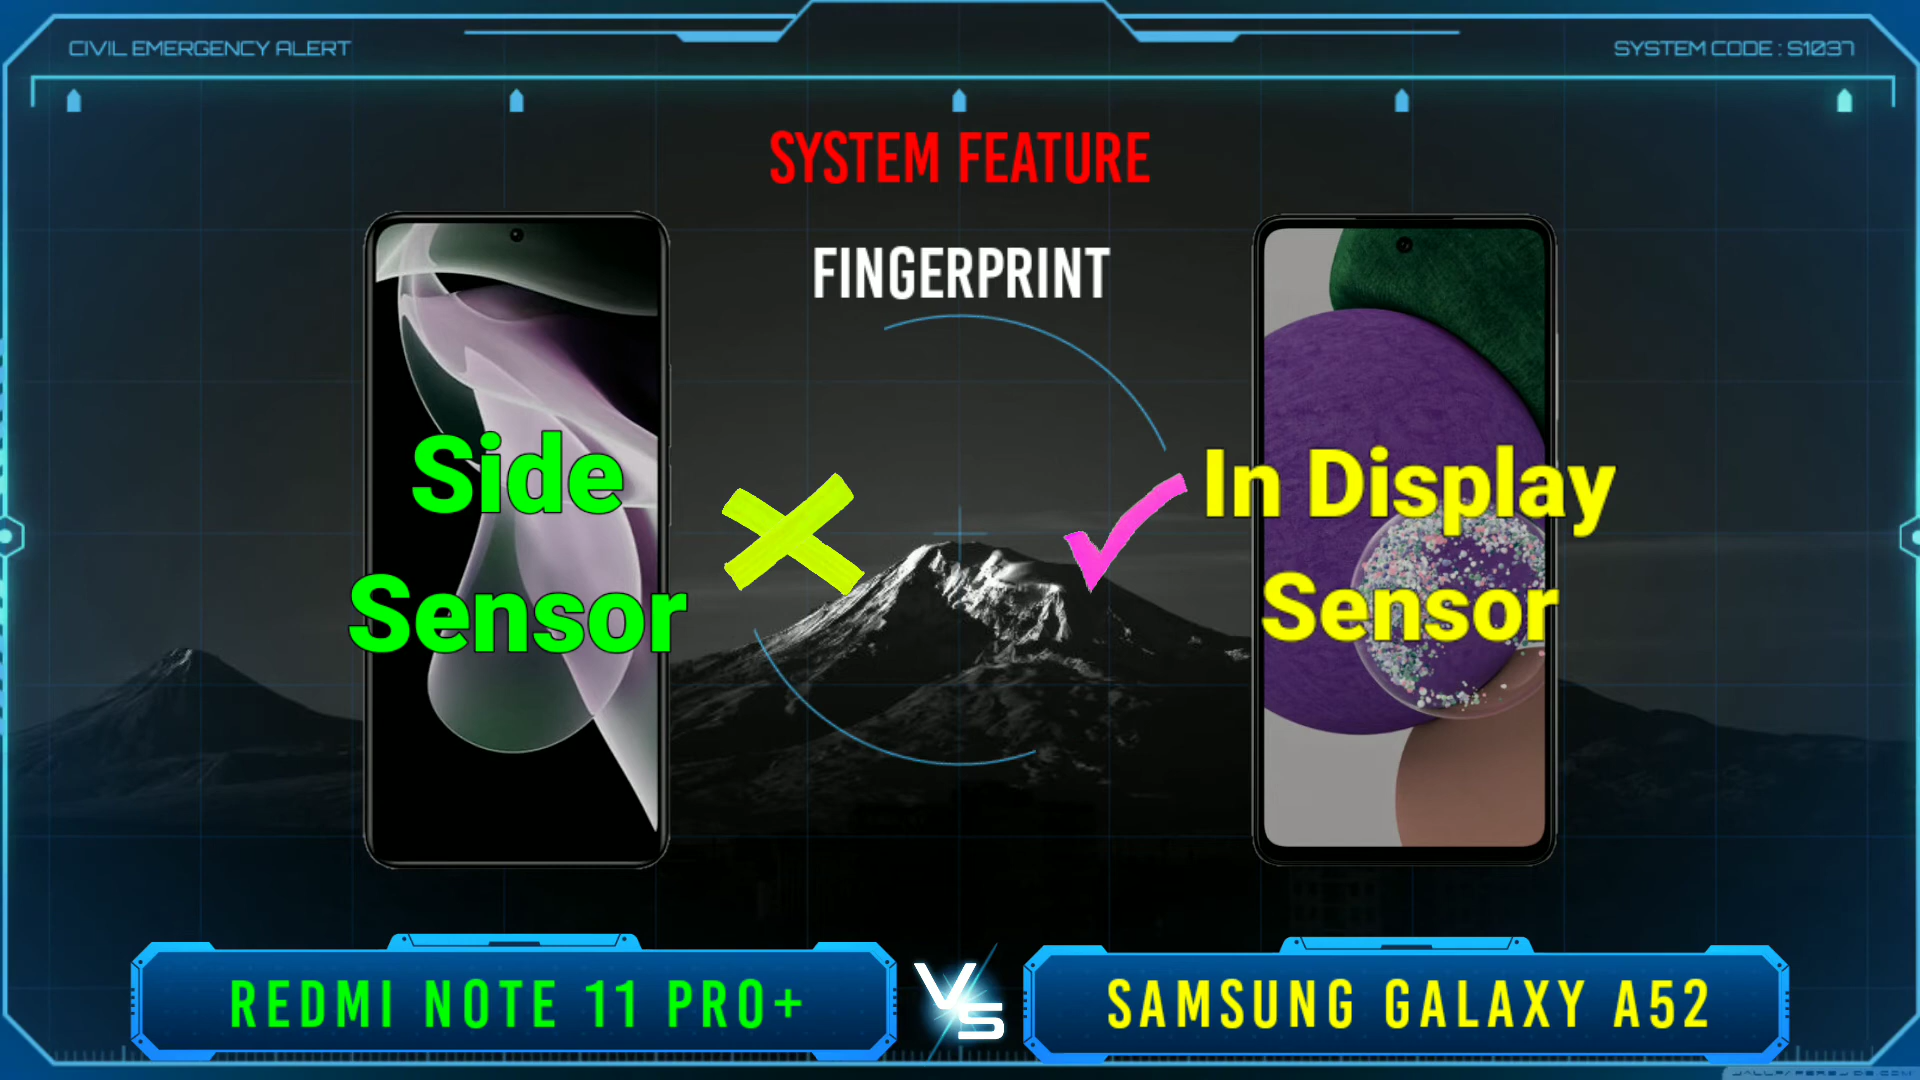 CIVIL EMERGENCY ALERT
SYSTEM CODE : S1037
SYSTEM FEATURE
FINGERPRINT
Side
Sensor
In Display
Sensor
REDMI NOTE 11 PRO+
VS
SAMSUNG GALAXY A52